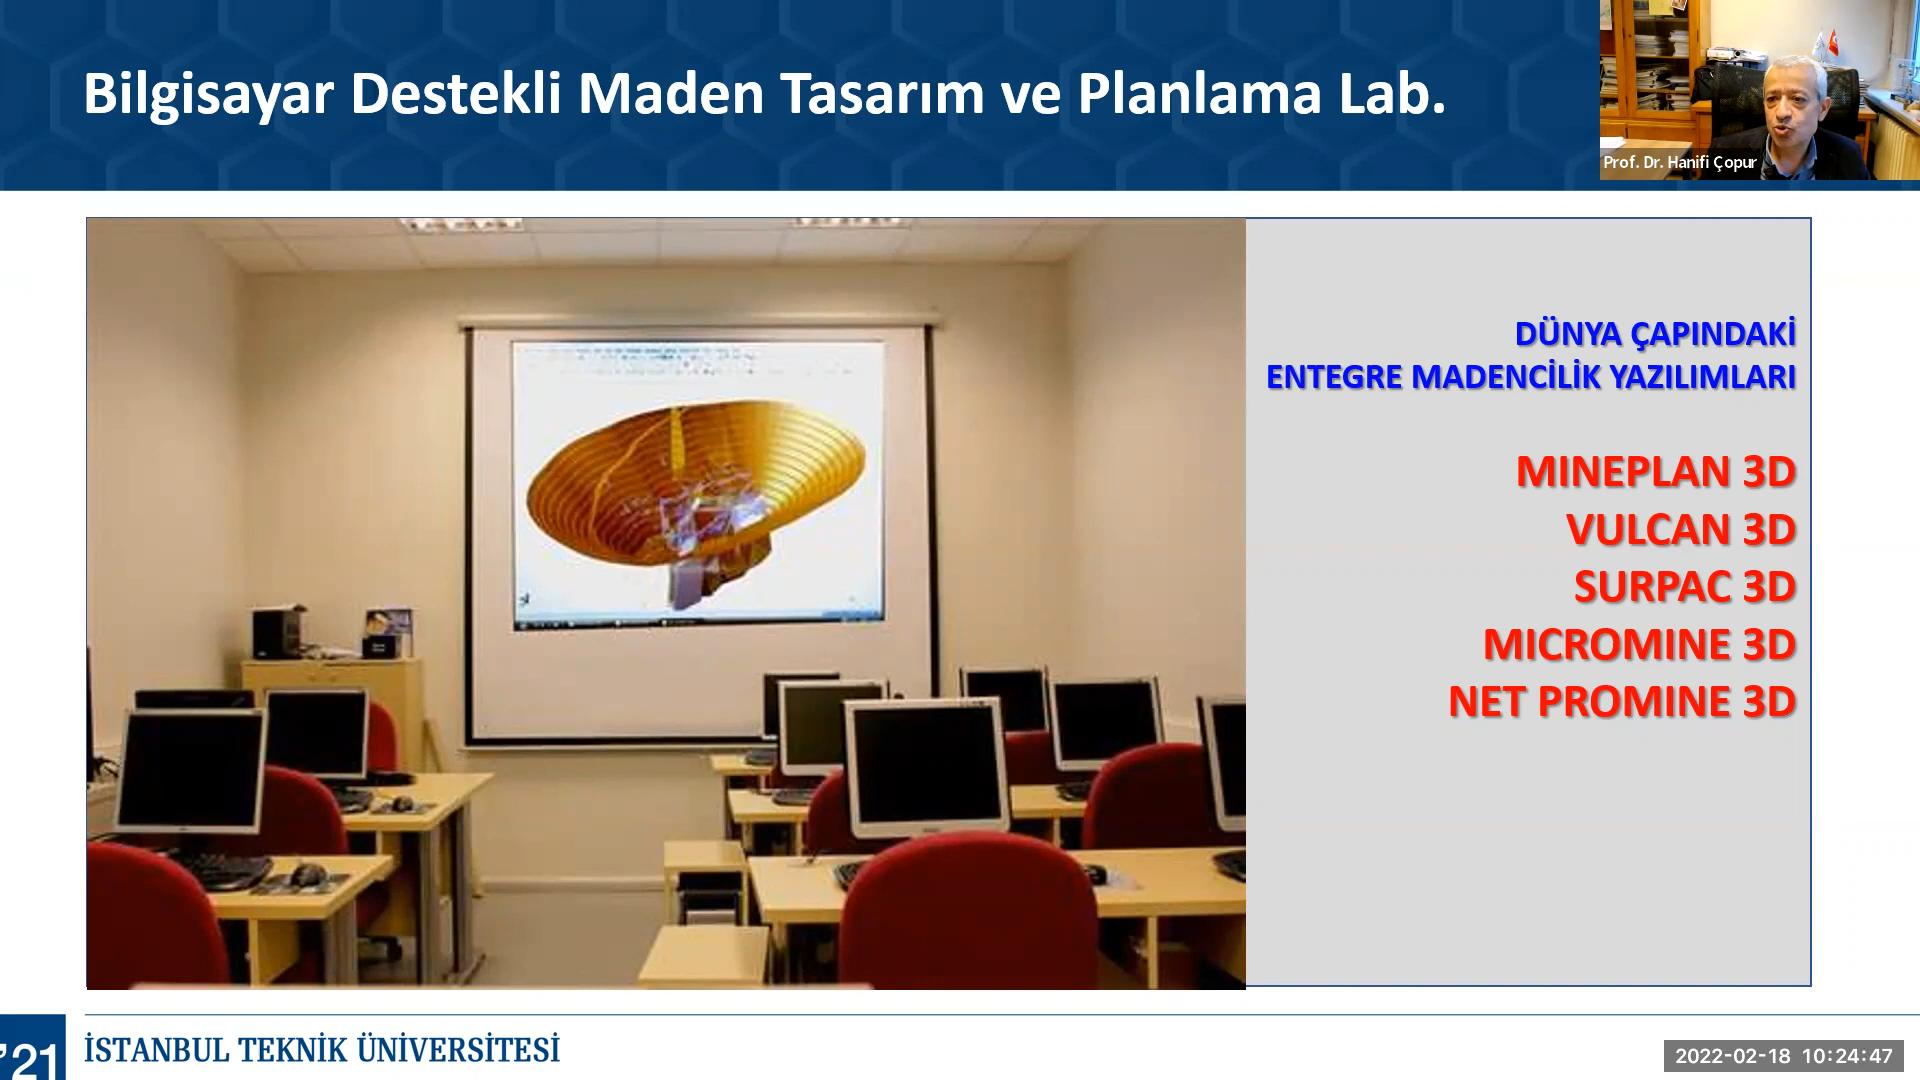 Bilgisayar Destekli Maden Tasarım ve Planlama Lab.
Prof. Dr. Hanifi Çopur
DÜNYA ÇAPINDAKİ
ENTEGRE MADENCİLİK YAZILIMLARI
MINEPLAN 3D
VULCAN 3D
SURPAC 3D
MICROMINE 3D
NET PROMINE 3D
'21
İSTANBUL TEKNİK ÜNİVERSİTESİ
2022-02-18 10:24:47